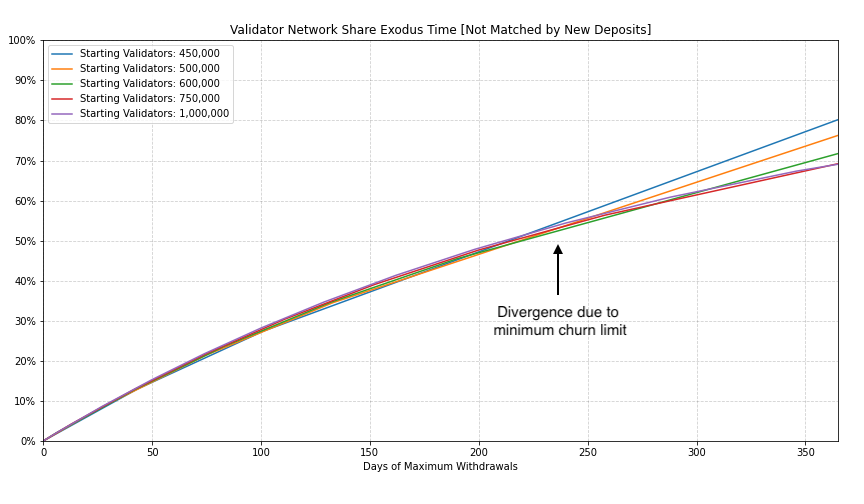 Validator Network Share Exodus Time [Not Matched by New Deposits]
100%
90%
80%
70%
60%
50%
40%
30%
20%
10%
0%
Starting Validators: 450,000
Starting Validators: 500,000
Starting Validators: 600,000
Starting Validators: 750,000
Starting Validators: 1,000,000
Divergence due to
minimum churn limit
0 50 100 150 200 250 300 350
Days of Maximum Withdrawals